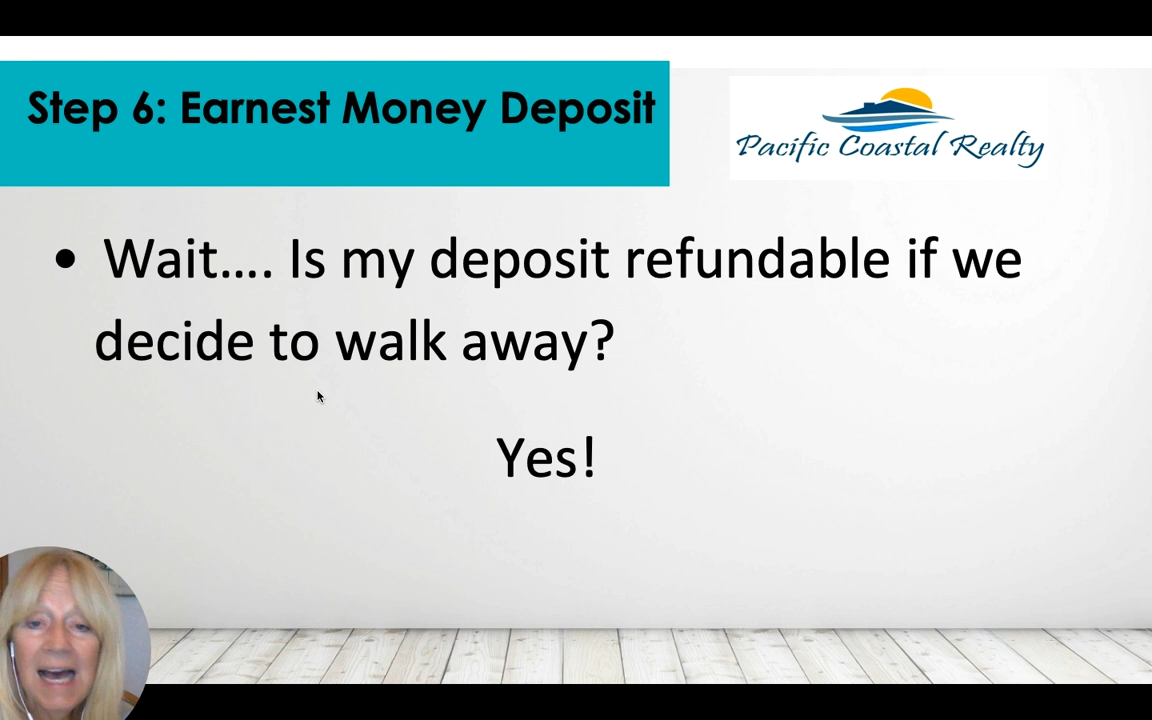 Step 6: Earnest Money Deposit
Pacific Coastal Realty
• Wait.... Is my deposit refundable if we
decide to walk away?
Yes!